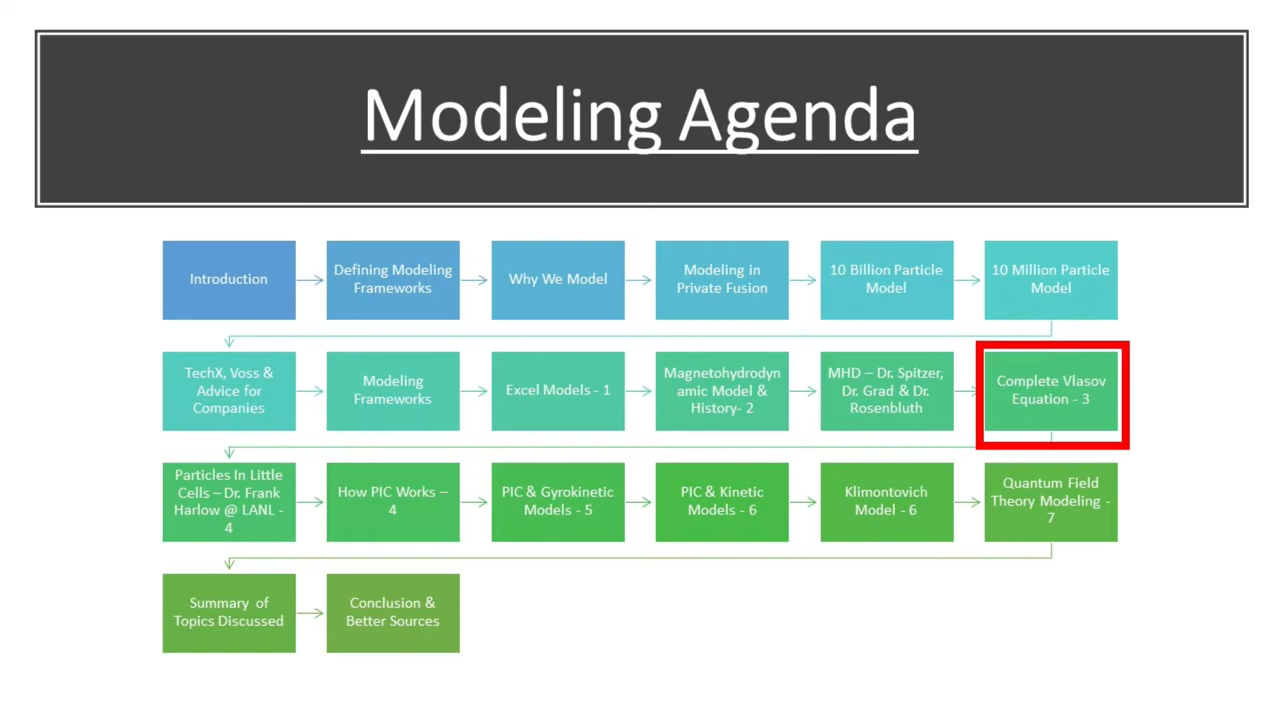 Modeling Agenda
Introduction
Defining Modeling
Frameworks
Why We Model
Modeling in
Private Fusion
10 Billion Particle
Model
10 Million Particle
Model
TechX, Voss &
Advice for
Companies
Modeling
Frameworks
Excel Models - 1
Magnetohydrodyn
amic Model &
History- 2
MHD – Dr. Spitzer,
Dr. Grad & Dr.
Rosenbluth
Complete Vlasov
Equation - 3
Particles In Little
Cells – Dr. Frank
Harlow @ LANL -
4
How PIC Works –
4
PIC & Gyrokinetic
Models - 5
PIC & Kinetic
Models - 6
Klimontovich
Model - 6
Quantum Field
Theory Modeling -
7
Summary of
Topics Discussed
Conclusion &
Better Sources